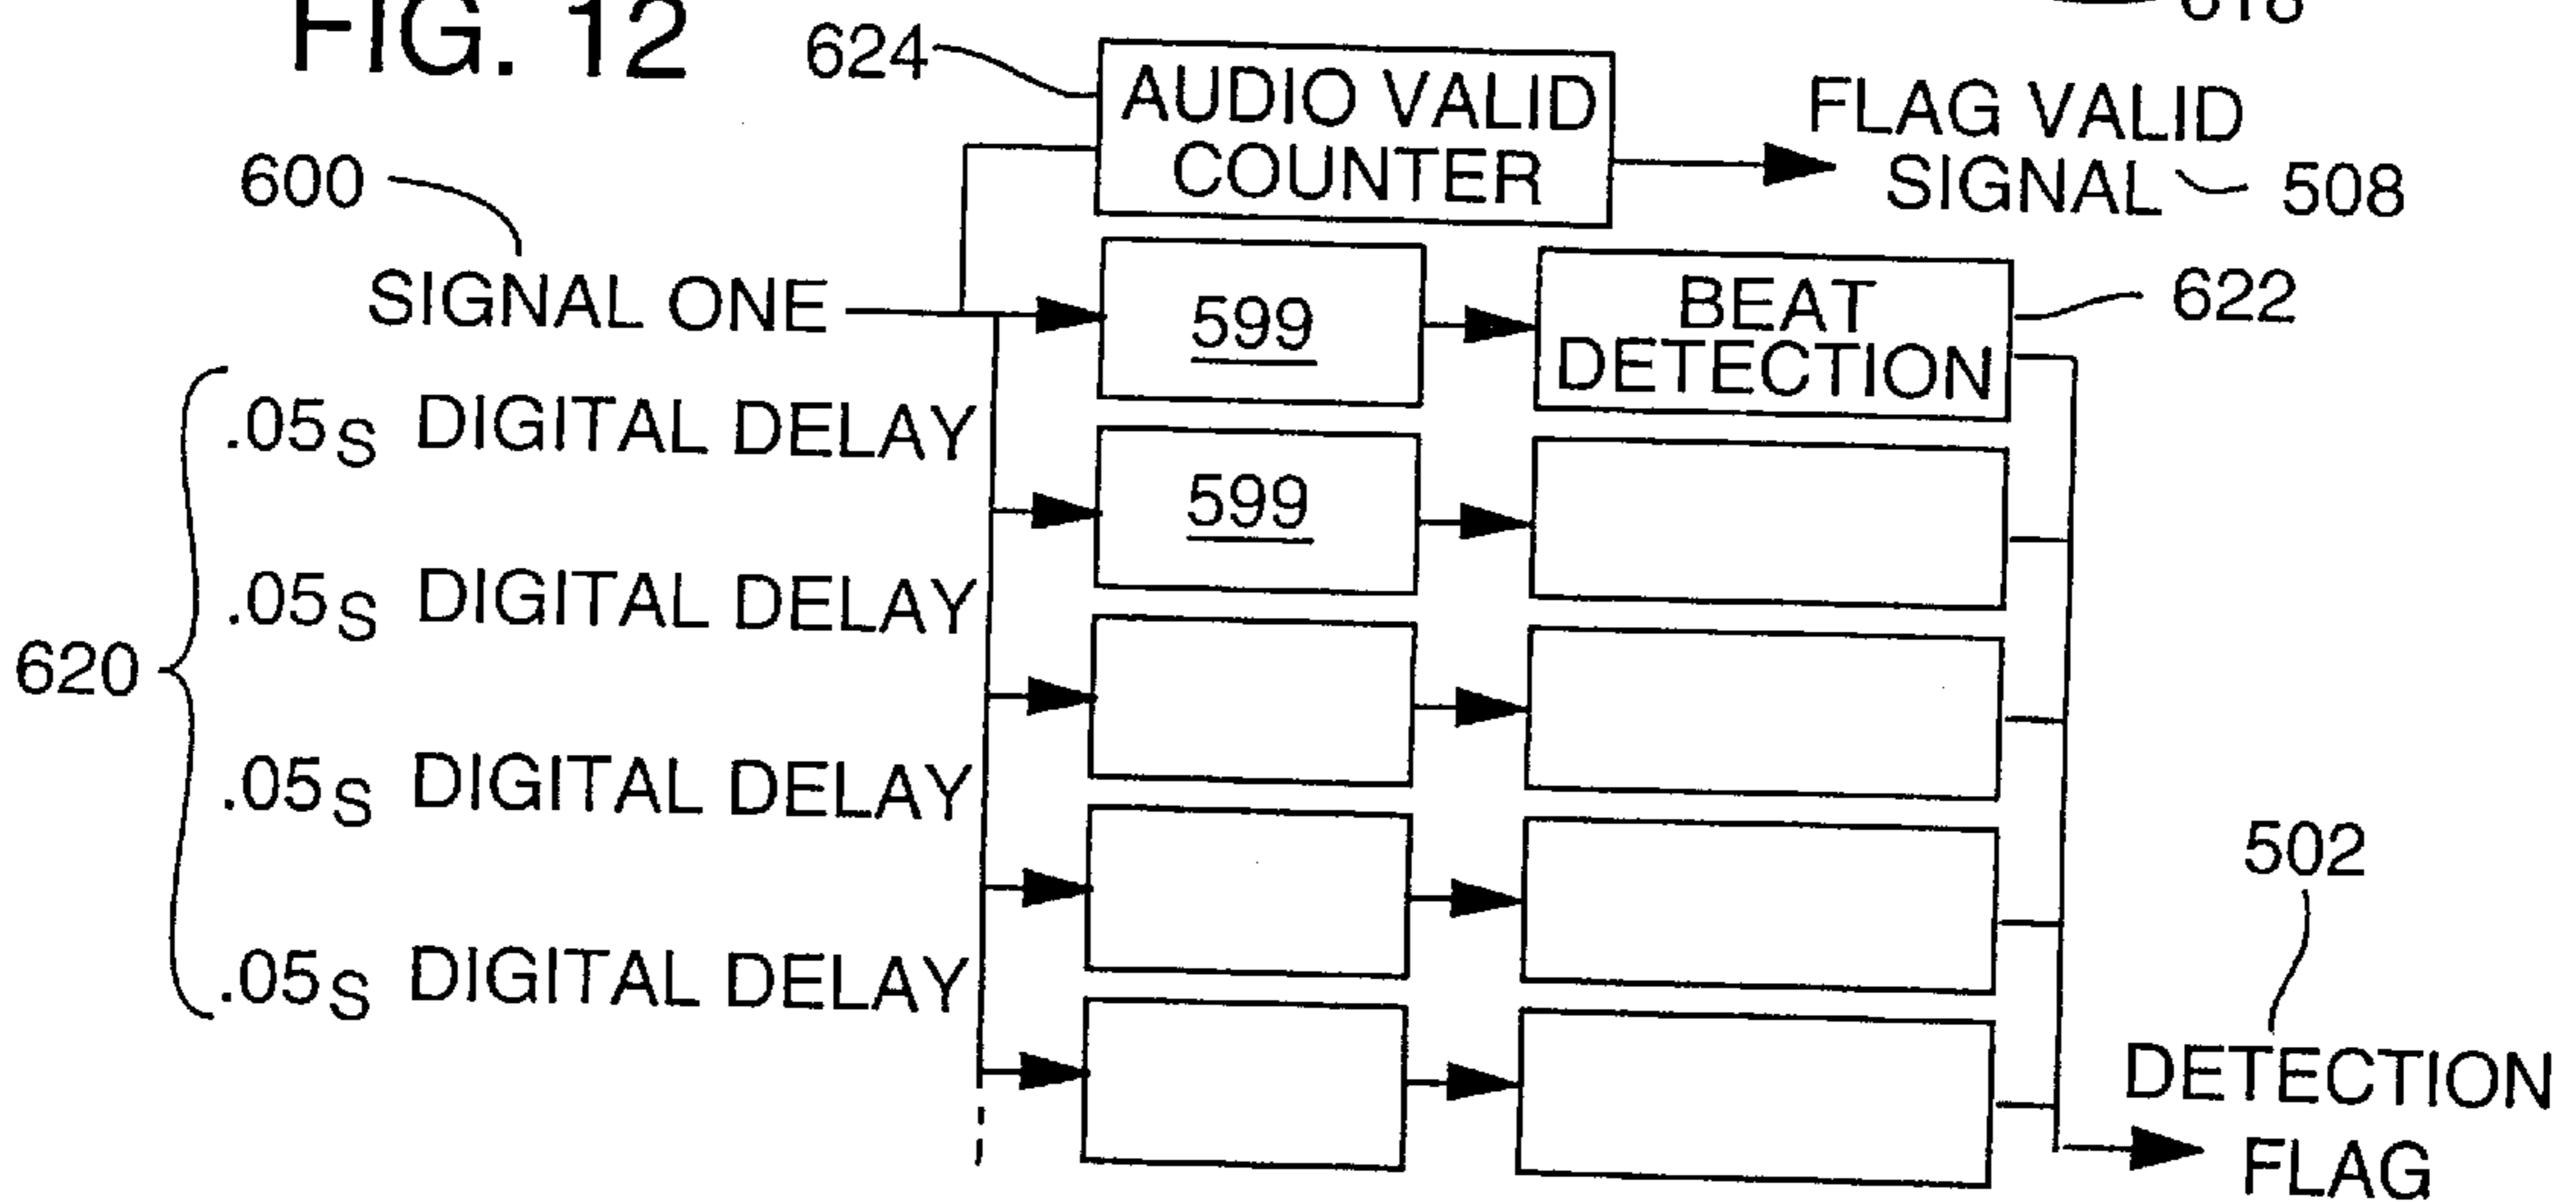 FIG. 12
618
624
AUDIO VALID
COUNTER
FLAG VALID
SIGNAL
508
600
SIGNAL ONE
599
BEAT
DETECTION
622
.05s DIGITAL DELAY
599
.05s DIGITAL DELAY
620
.05s DIGITAL DELAY
502
.05s DIGITAL DELAY
DETECTION
FLAG